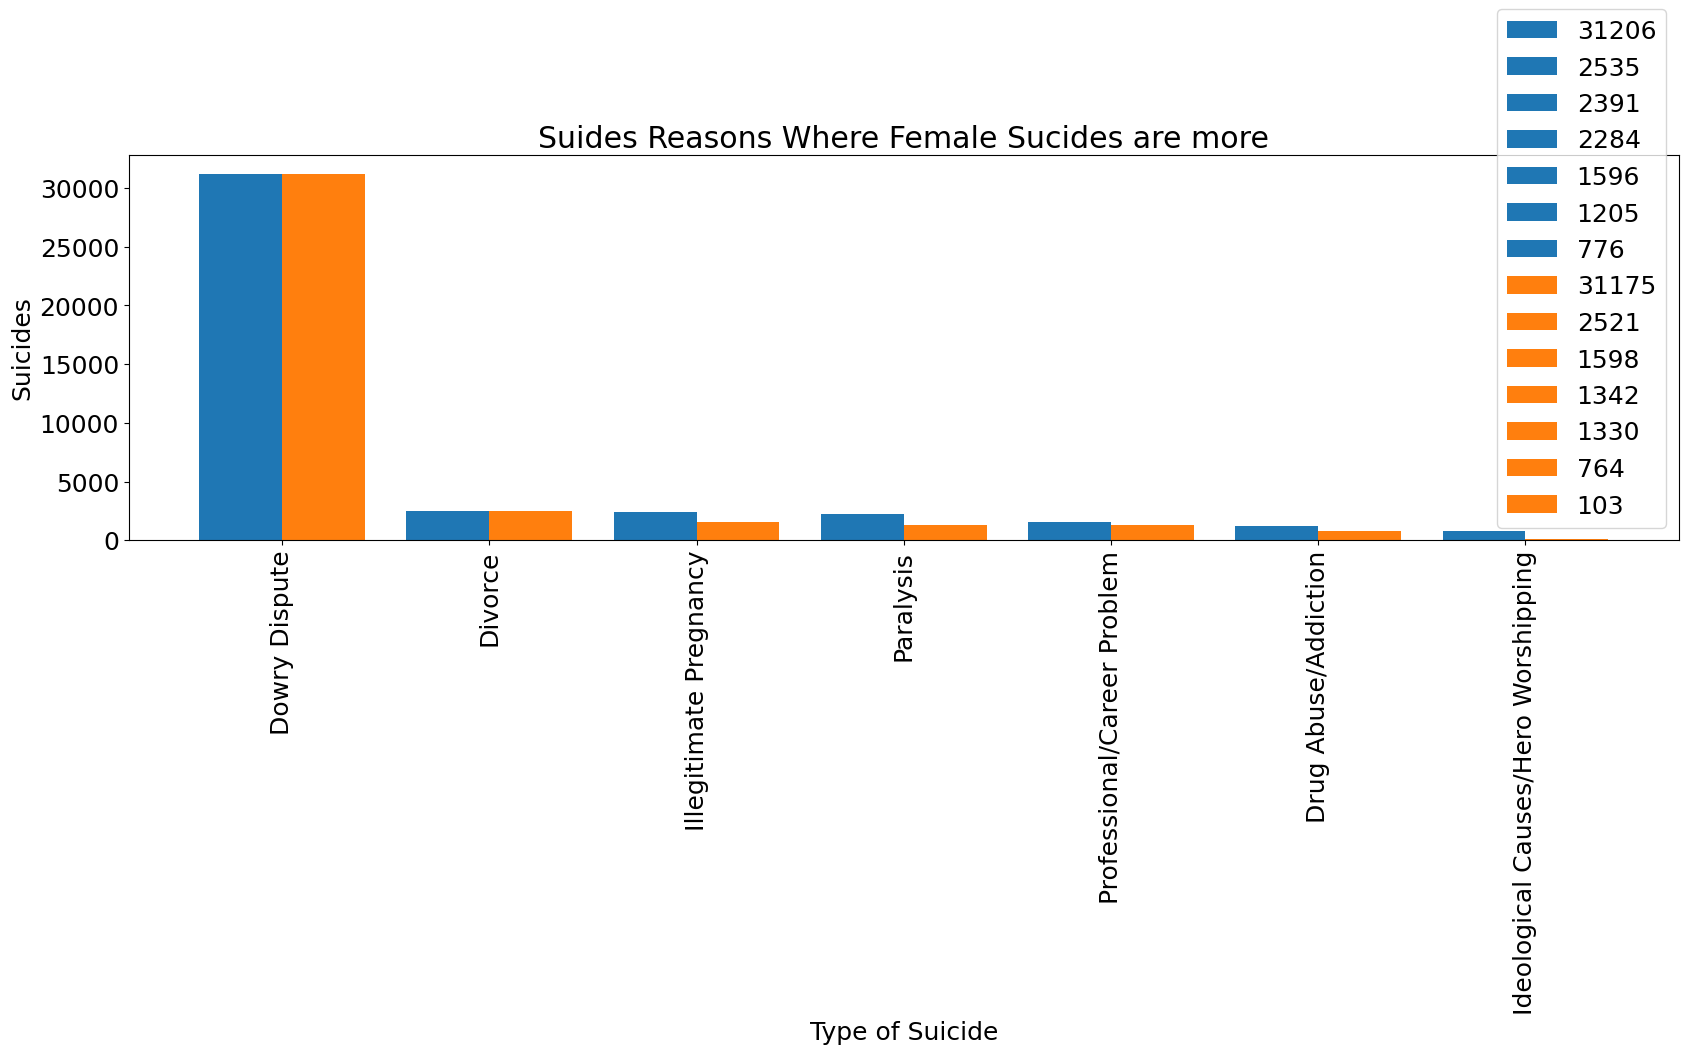 31206
2535
2391
2284
1596
1205
776
31175
2521
1598
1342
1330
764
103
Suides Reasons Where Female Sucides are more
Suicides
30000
25000
20000
15000
10000
5000
0
Dowry Dispute
Divorce
Illegitimate Pregnancy
Paralysis
Professional/Career Problem
Drug Abuse/Addiction
Ideological Causes/Hero Worshipping
Type of Suicide